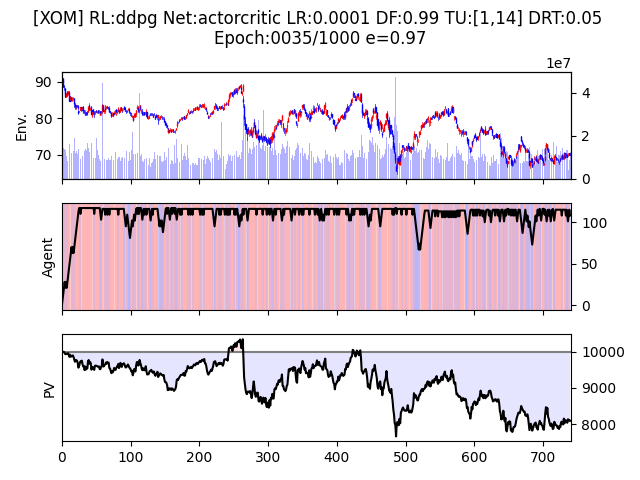 [XOM] RL:ddpg Net:actorcritic LR:0.0001 DF:0.99 TU:[1,14] DRT:0.05
Epoch:0035/1000 e=0.97
1e7
Env.
90
80
70
4
2
0
Agent
100
50
0
PV
10000
9000
8000
0 100 200 300 400 500 600 700